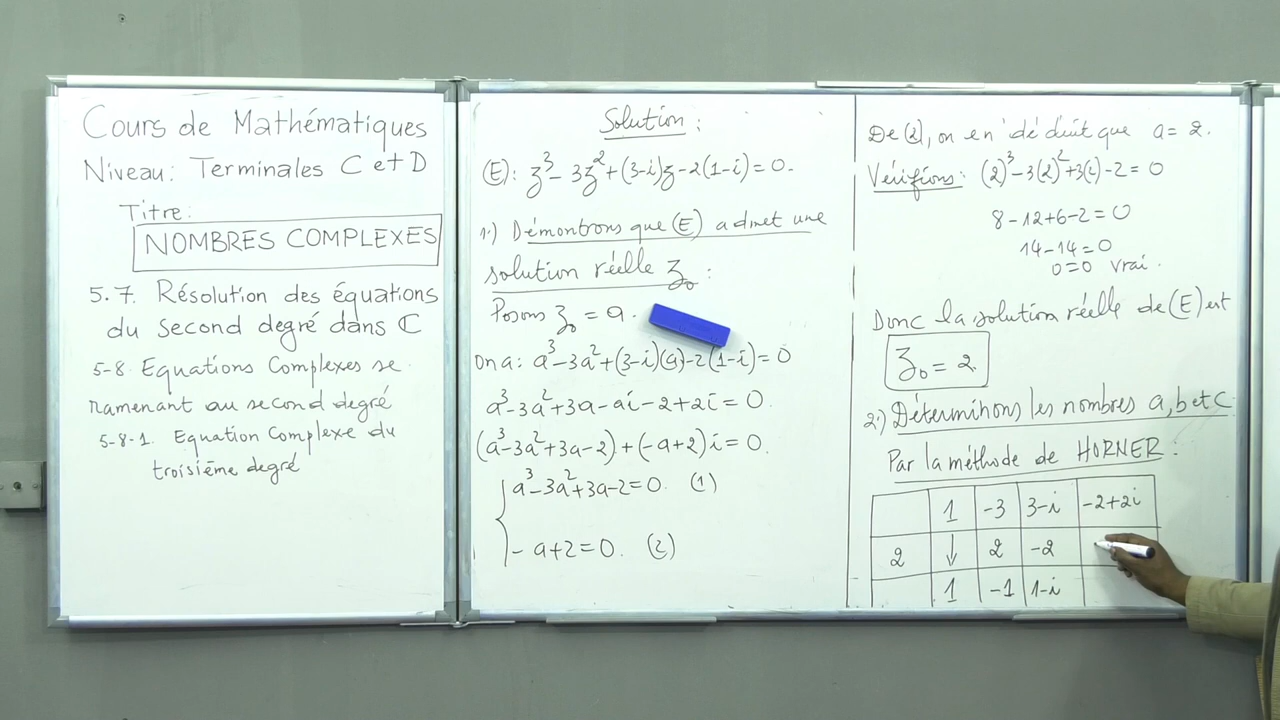 Cours de Mathématiques
Niveau: Terminales C et D
Titre:
NOMBRES COMPLEXES
5.7. Résolution des équations
du second degré dans ℂ
5-8. Equations Complexes se
ramenant au second degré
5-8-1. Equation Complexe du
troisième degré
Solution:
(E): z³-3z²+(3-i)z-2(1-i)=0.
1.) Démontrons que (E) admet une
solution réelle z₀:
Posons z₀ = a.
On a: a³-3a²+(3-i)(a)-2(1-i)=0
a³-3a²+3a-ai-2+2i=0.
(a³-3a²+3a-2)+(-a+2)i=0.
a³-3a²+3a-2=0. (1)
-a+2=0. (2)
De (2), on en déduit que a=2.
Vérifions: (2)³-3(2)²+3(2)-2=0
8-12+6-2=0
14-14=0
0=0 vrai.
Donc la solution réelle de (E) est
z₀=2.
2.) Déterminons les nombres a, b et c
Par la méthode de HORNER:
1 -3 3-i -2+2i
2 ↓ 2 -2
1 -1 1-i